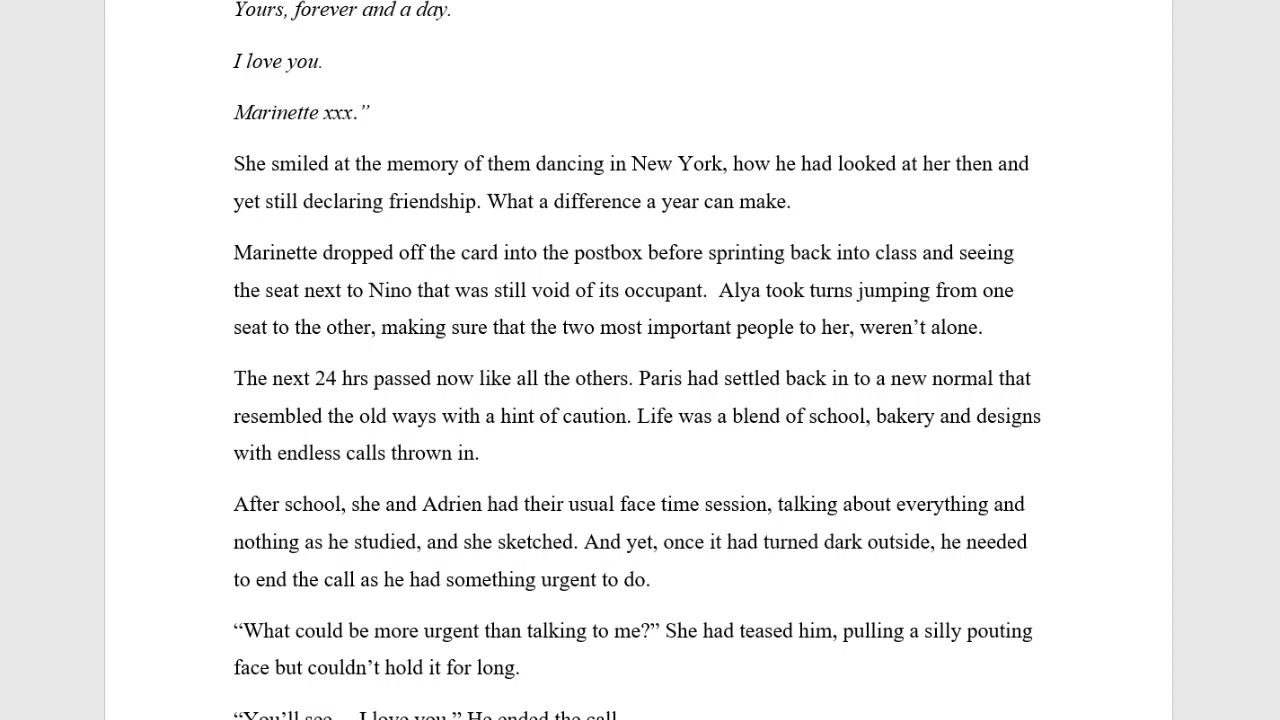 Yours, forever and a day.
I love you.
Marinette xxx.”
She smiled at the memory of them dancing in New York, how he had looked at her then and
yet still declaring friendship. What a difference a year can make.
Marinette dropped off the card into the postbox before sprinting back into class and seeing
the seat next to Nino that was still void of its occupant.  Alya took turns jumping from one
seat to the other, making sure that the two most important people to her, weren’t alone.
The next 24 hrs passed now like all the others. Paris had settled back in to a new normal that
resembled the old ways with a hint of caution. Life was a blend of school, bakery and designs
with endless calls thrown in.
After school, she and Adrien had their usual face time session, talking about everything and
nothing as he studied, and she sketched. And yet, once it had turned dark outside, he needed
to end the call as he had something urgent to do.
“What could be more urgent than talking to me?” She had teased him, pulling a silly pouting
face but couldn’t hold it for long.
“You’ll see… I love you.” He ended the call.